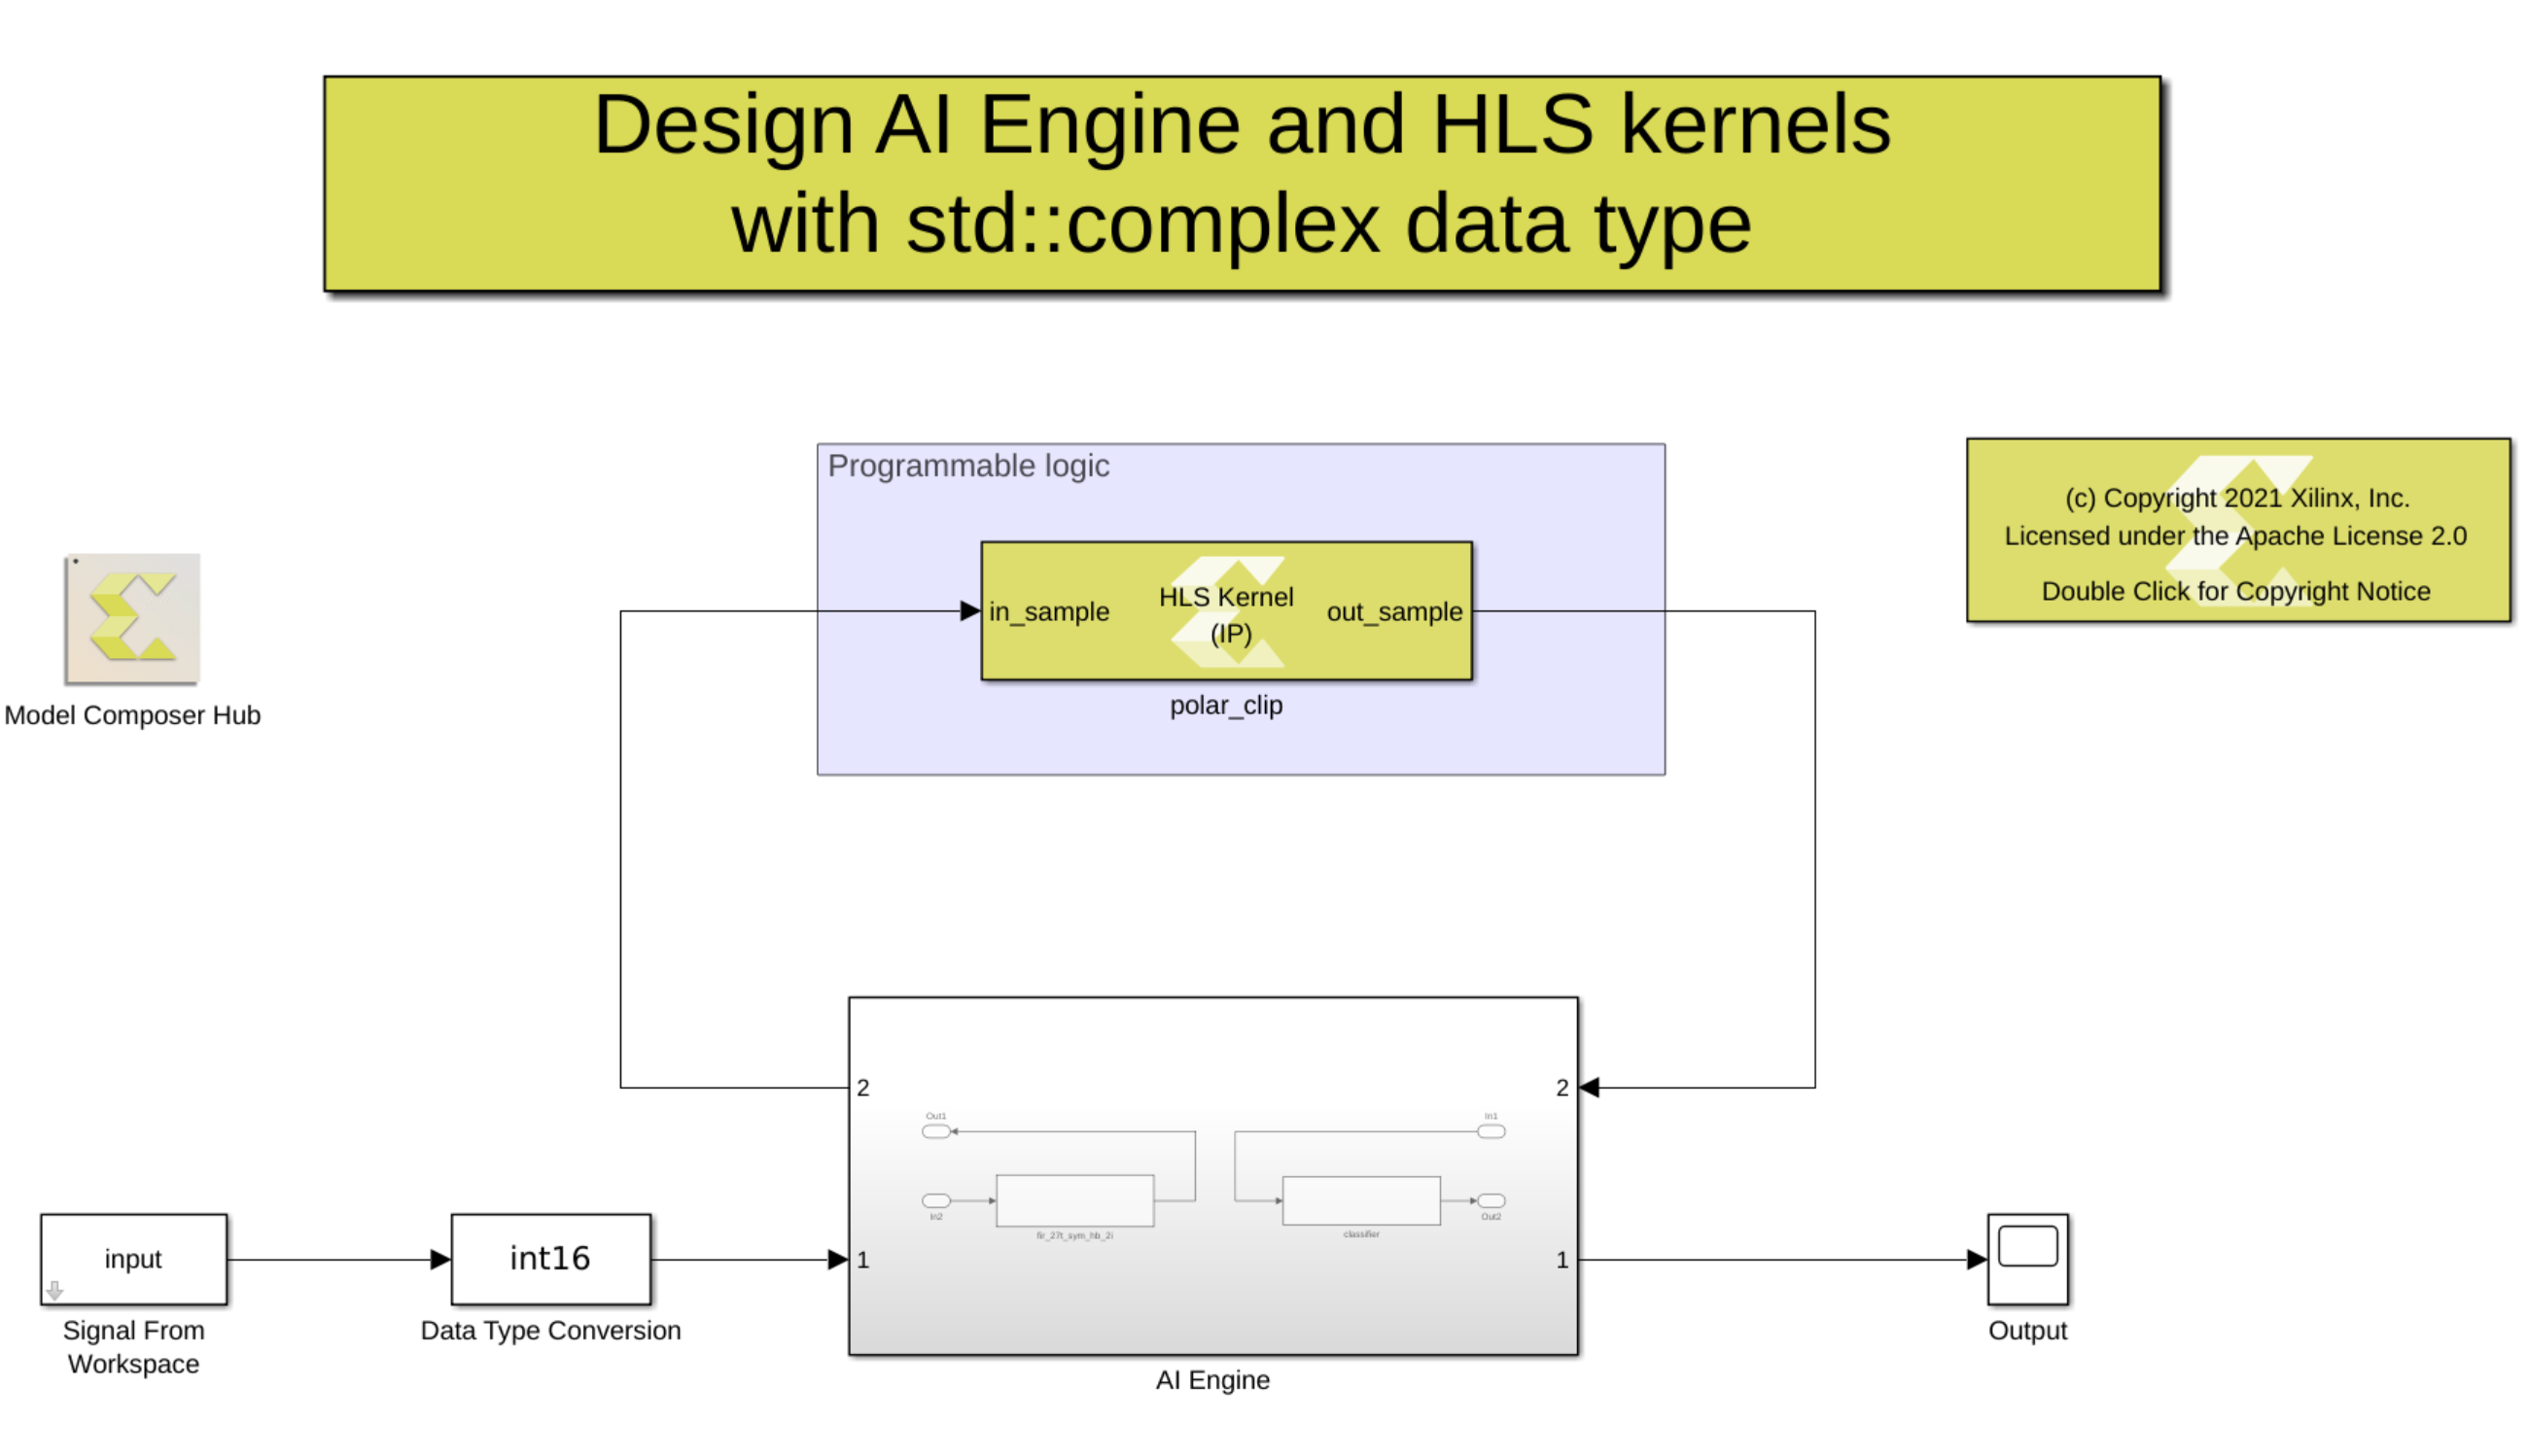 Design AI Engine and HLS kernels
with std::complex data type
Programmable logic
in_sample
HLS Kernel
(IP)
out_sample
polar_clip
(c) Copyright 2021 Xilinx, Inc.
Licensed under the Apache License 2.0
Double Click for Copyright Notice
Model Composer Hub
2
2
Out1
In1
In2
fir_27t_sym_hb_2i
classifier
Out2
input
int16
1
1
Signal From
Workspace
Data Type Conversion
AI Engine
Output